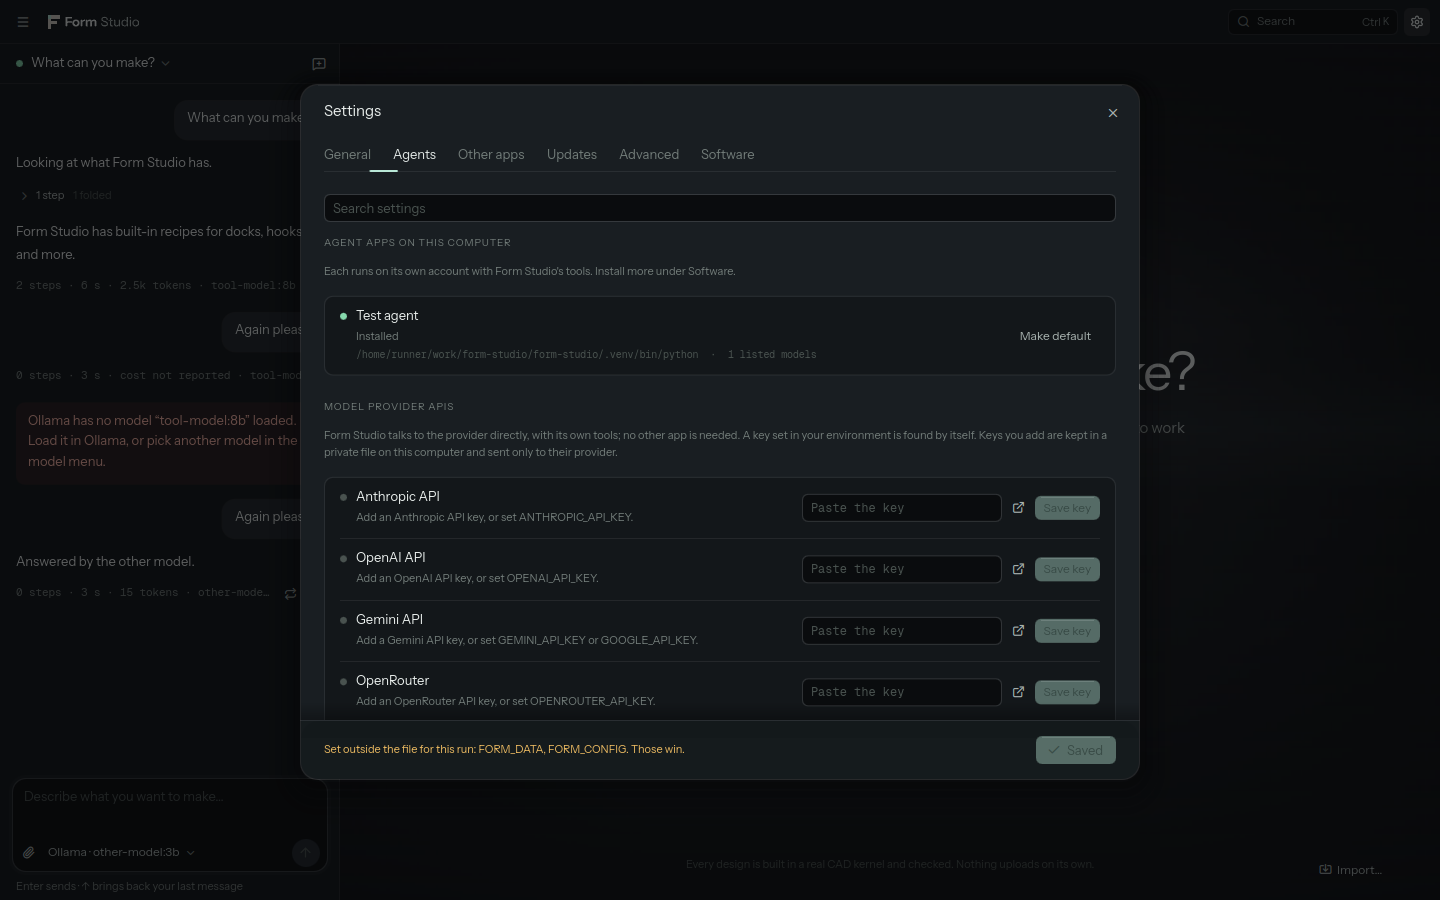 Form Studio
Search
Ctrl K
What can you make?
What can you make
Looking at what Form Studio has.
1 step 1 folded
Form Studio has built-in recipes for docks, hooks
and more.
2 steps · 6 s · 2.5k tokens · tool-model:8b
Again pleas
0 steps · 3 s · cost not reported · tool-mod
Ollama has no model “tool-model:8b” loaded.
Load it in Ollama, or pick another model in the
model menu.
Again pleas
Answered by the other model.
0 steps · 3 s · 15 tokens · other-mode…
Describe what you want to make...
Ollama · other-model:3b
Enter sends · ↑ brings back your last message
Settings
General Agents Other apps Updates Advanced Software
Search settings
AGENT APPS ON THIS COMPUTER
Each runs on its own account with Form Studio's tools. Install more under Software.
Test agent
Installed
Make default
/home/runner/work/form-studio/form-studio/.venv/bin/python · 1 listed models
MODEL PROVIDER APIS
Form Studio talks to the provider directly, with its own tools; no other app is needed. A key set in your environment is found by itself. Keys you add are kept in a
private file on this computer and sent only to their provider.
Anthropic API
Add an Anthropic API key, or set ANTHROPIC_API_KEY.
Paste the key
Save key
OpenAI API
Add an OpenAI API key, or set OPENAI_API_KEY.
Paste the key
Save key
Gemini API
Add a Gemini API key, or set GEMINI_API_KEY or GOOGLE_API_KEY.
Paste the key
Save key
OpenRouter
Add an OpenRouter API key, or set OPENROUTER_API_KEY.
Paste the key
Save key
Set outside the file for this run: FORM_DATA, FORM_CONFIG. Those win.
Saved
ke?
o work
Every design is built in a real CAD kernel and checked. Nothing uploads on its own.
Import...